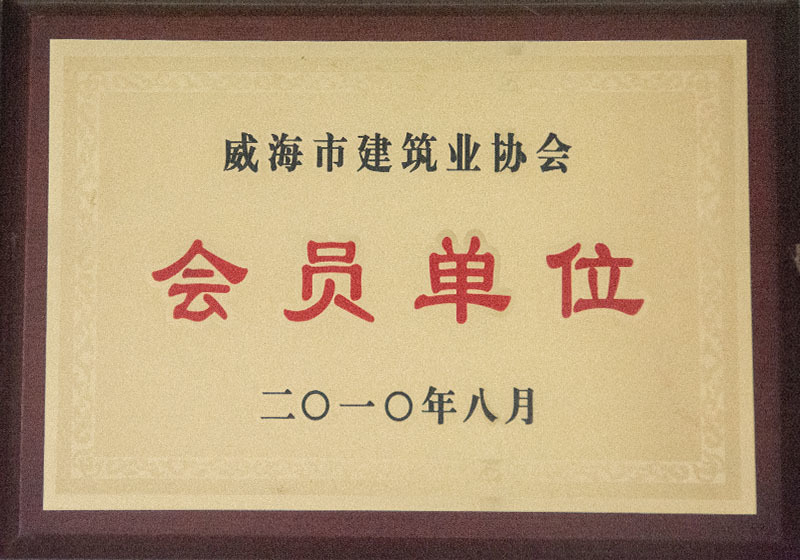 威海市建筑业协会
会员单位
二〇一〇年八月